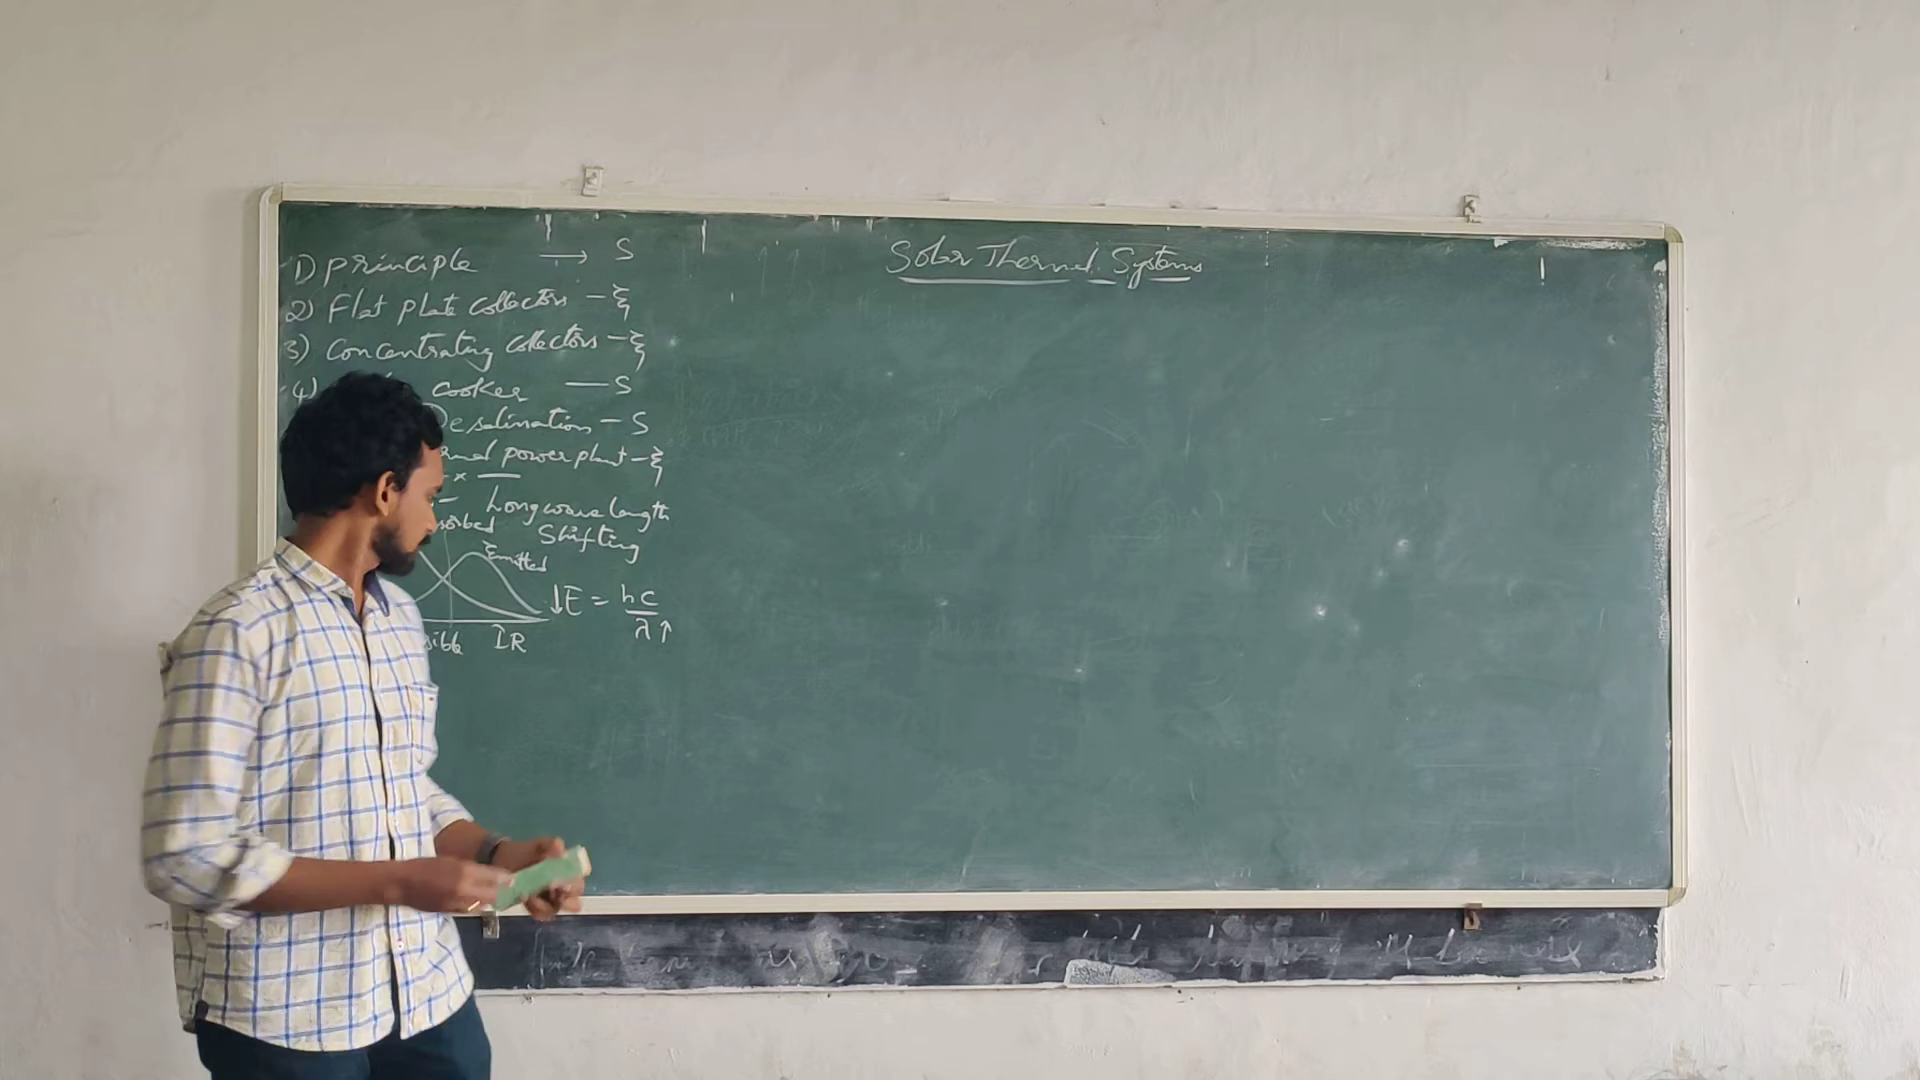 Solar Thermal Systems
1) principle → S
2) Flat plate collectors - ξ
3) Concentrating collectors - ξ
4) cooker — S
Desalination - S
power plant - ξ
x —
- Long wave length
Shifting
Emitted
↓E = hc
λ↑
IR